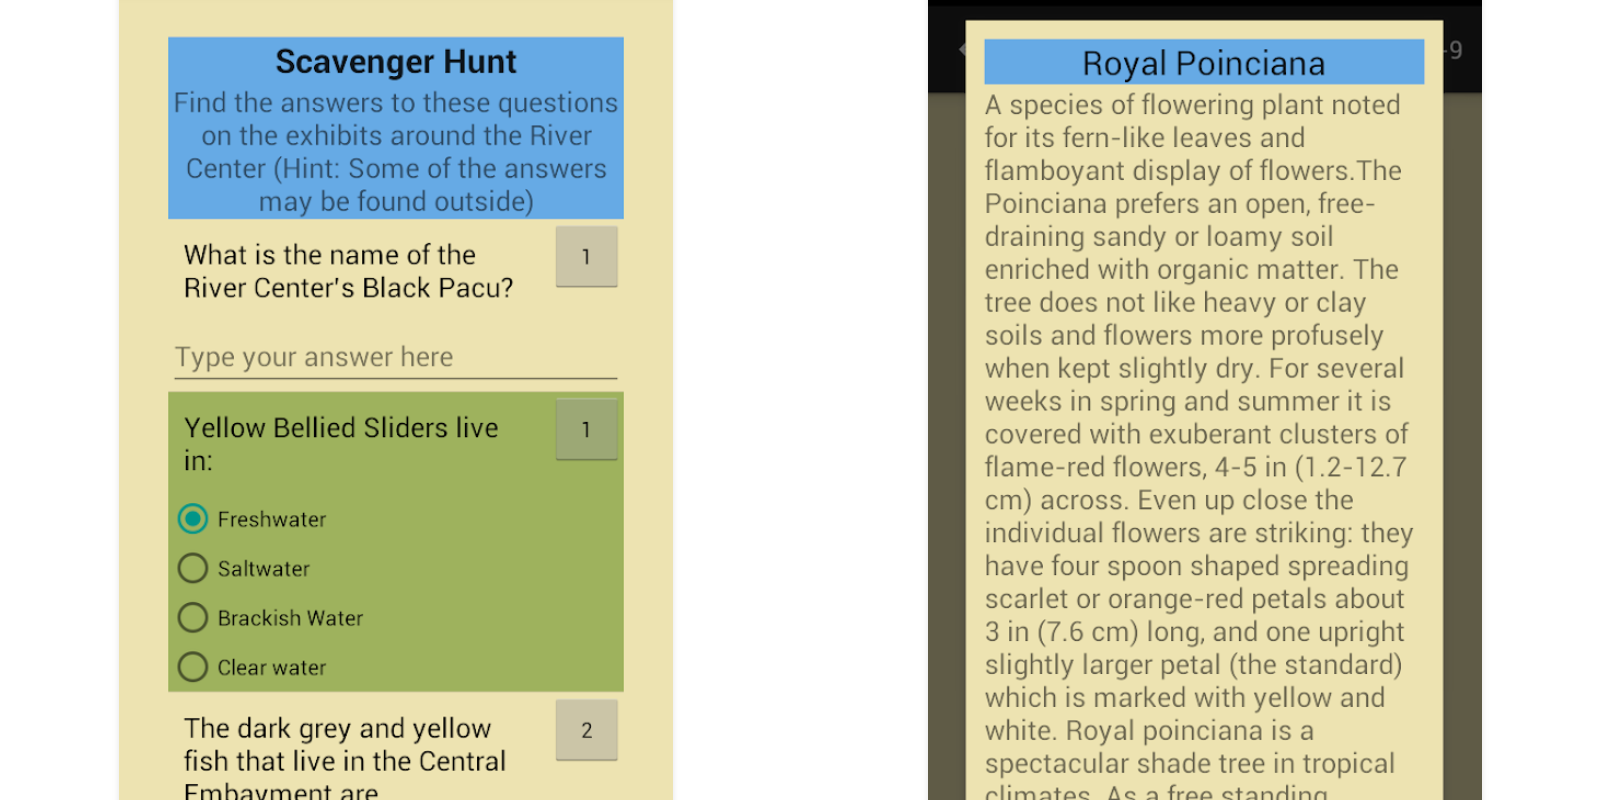 Scavenger Hunt
Find the answers to these questions
on the exhibits around the River
Center (Hint: Some of the answers
may be found outside)
What is the name of the
River Center's Black Pacu?
1
Type your answer here
Yellow Bellied Sliders live
in:
1
Freshwater
Saltwater
Brackish Water
Clear water
The dark grey and yellow
fish that live in the Central
Embayment are
2
-9
Royal Poinciana
A species of flowering plant noted
for its fern-like leaves and
flamboyant display of flowers.The
Poinciana prefers an open, free-
draining sandy or loamy soil
enriched with organic matter. The
tree does not like heavy or clay
soils and flowers more profusely
when kept slightly dry. For several
weeks in spring and summer it is
covered with exuberant clusters of
flame-red flowers, 4-5 in (1.2-12.7
cm) across. Even up close the
individual flowers are striking: they
have four spoon shaped spreading
scarlet or orange-red petals about
3 in (7.6 cm) long, and one upright
slightly larger petal (the standard)
which is marked with yellow and
white. Royal poinciana is a
spectacular shade tree in tropical
climates. As a free standing